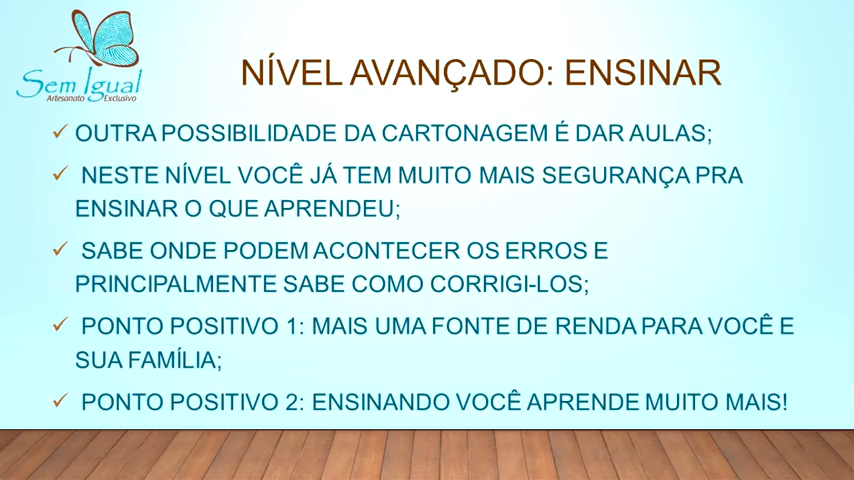 Sem Igual
Artesanato Exclusivo
NÍVEL AVANÇADO: ENSINAR
✓ OUTRA POSSIBILIDADE DA CARTONAGEM É DAR AULAS;
✓ NESTE NÍVEL VOCÊ JÁ TEM MUITO MAIS SEGURANÇA PRA
ENSINAR O QUE APRENDEU;
✓ SABE ONDE PODEM ACONTECER OS ERROS E
PRINCIPALMENTE SABE COMO CORRIGI-LOS;
✓ PONTO POSITIVO 1: MAIS UMA FONTE DE RENDA PARA VOCÊ E
SUA FAMÍLIA;
✓ PONTO POSITIVO 2: ENSINANDO VOCÊ APRENDE MUITO MAIS!